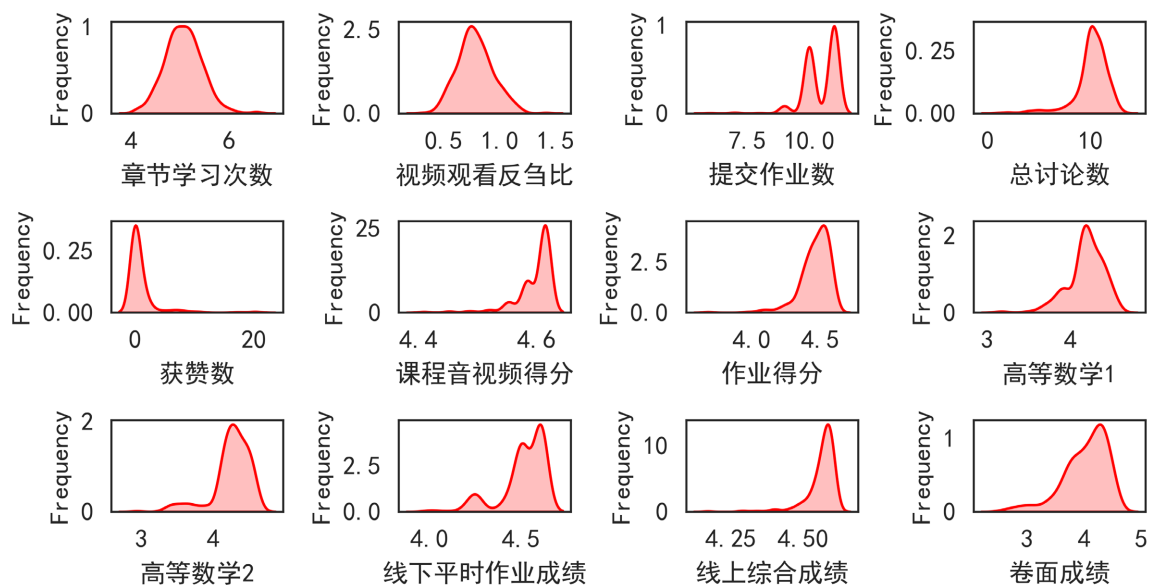 Frequency
1
0
4 6
章节学习次数
Frequency
2.5
0.0
0.5 1.0 1.5
视频观看反刍比
Frequency
1
0
7.5 10.0
提交作业数
Frequency
0.25
0.00
0 10
总讨论数
Frequency
0.25
0.00
0 20
获赞数
Frequency
25
0
4.4 4.6
课程音视频得分
Frequency
2.5
0.0
4.0 4.5
作业得分
Frequency
2
0
3 4
高等数学1
Frequency
2
0
3 4
高等数学2
Frequency
2.5
0.0
4.0 4.5
线下平时作业成绩
Frequency
10
0
4.25 4.50
线上综合成绩
Frequency
1
0
3 4 5
卷面成绩